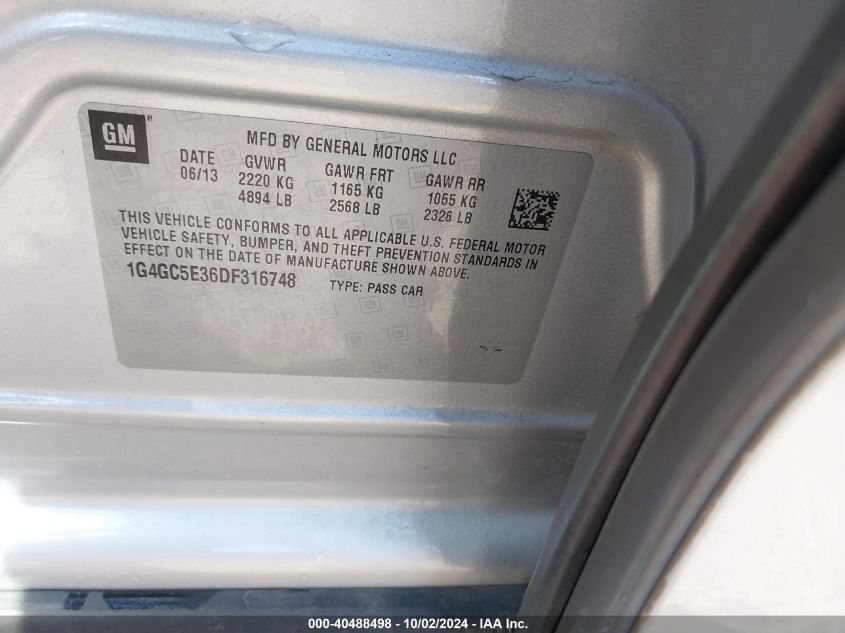 GM ®
MFD BY GENERAL MOTORS LLC
DATE GVWR GAWR FRT GAWR RR
06/13 2220 KG 1165 KG 1055 KG
4894 LB 2568 LB 2326 LB
THIS VEHICLE CONFORMS TO ALL APPLICABLE U.S. FEDERAL MOTOR
VEHICLE SAFETY, BUMPER, AND THEFT PREVENTION STANDARDS IN
EFFECT ON THE DATE OF MANUFACTURE SHOWN ABOVE.
1G4GC5E36DF316748 TYPE: PASS CAR
000-40488498 - 10/02/2024 - IAAI.com